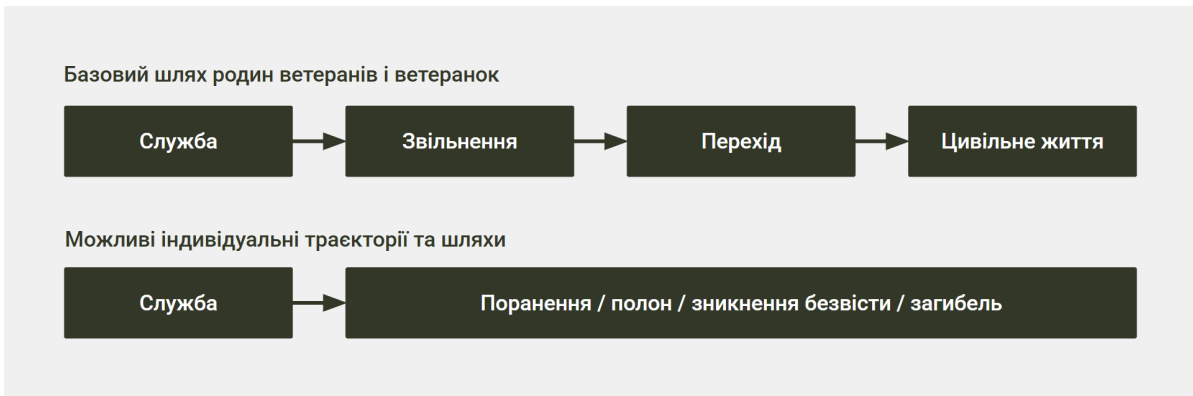 Базовий шлях родин ветеранів і ветеранок
Служба
Звільнення
Перехід
Цивільне життя
Можливі індивідуальні траєкторії та шляхи
Служба
Поранення / полон / зникнення безвісти / загибель